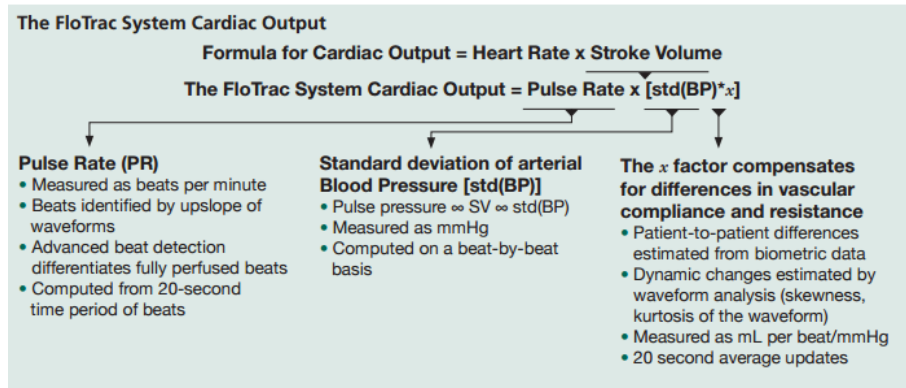 The FloTrac System Cardiac Output
Formula for Cardiac Output = Heart Rate x Stroke Volume
The FloTrac System Cardiac Output = Pulse Rate x [std(BP)*x]
Pulse Rate (PR)
• Measured as beats per minute
• Beats identified by upslope of
waveforms
• Advanced beat detection
differentiates fully perfused beats
• Computed from 20-second
time period of beats
Standard deviation of arterial
Blood Pressure [std(BP)]
• Pulse pressure ∞ SV ∞ std(BP)
• Measured as mmHg
• Computed on a beat-by-beat
basis
The x factor compensates
for differences in vascular
compliance and resistance
• Patient-to-patient differences
estimated from biometric data
• Dynamic changes estimated by
waveform analysis (skewness,
kurtosis of the waveform)
• Measured as mL per beat/mmHg
• 20 second average updates